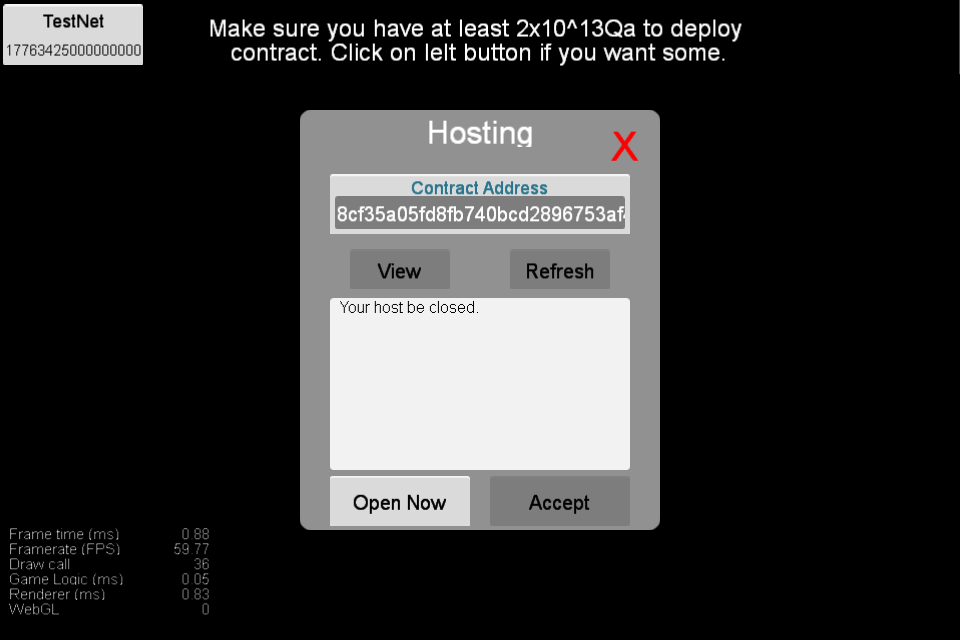 TestNet
17763425000000000
Make sure you have at least 2x10^13Qa to deploy
contract. Click on lelt button if you want some.
Hosting
X
Contract Address
8cf35a05fd8fb740bcd2896753af4
View
Refresh
Your host be closed.
Open Now
Accept
Frame time (ms) 0.88
Framerate (FPS) 59.77
Draw call 36
Game Logic (ms) 0.05
Renderer (ms) 0.83
WebGL 0